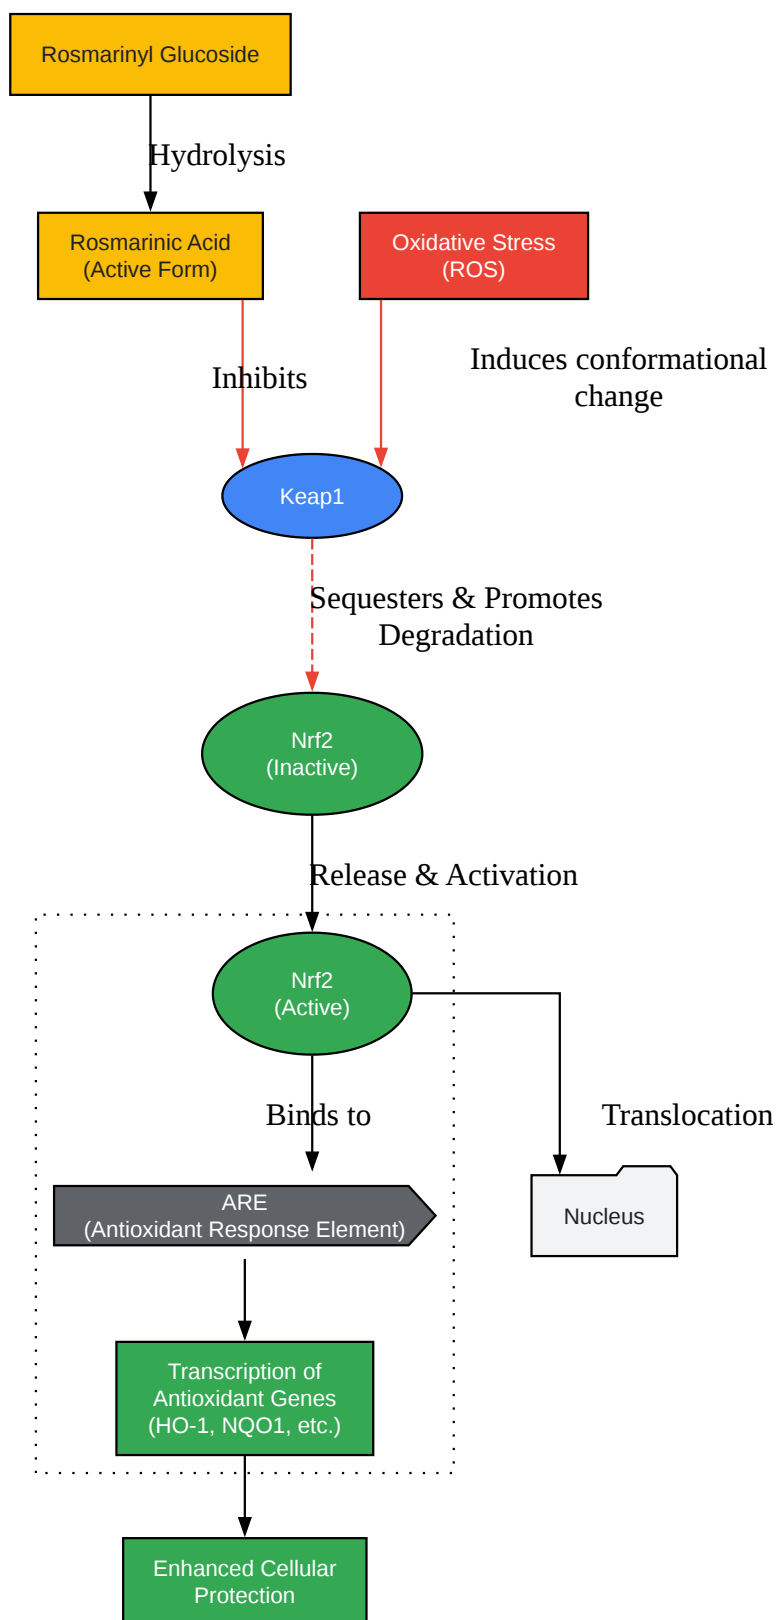 Rosmarinyl Glucoside
Hydrolysis
Rosmarinic Acid
(Active Form)
Oxidative Stress
(ROS)
Inhibits
Induces conformational
change
Keap1
Sequesters & Promotes
Degradation
Nrf2
(Inactive)
Release & Activation
Nrf2
(Active)
Binds to
Translocation
ARE
(Antioxidant Response Element)
Nucleus
Transcription of
Antioxidant Genes
(HO-1, NQO1, etc.)
Enhanced Cellular
Protection